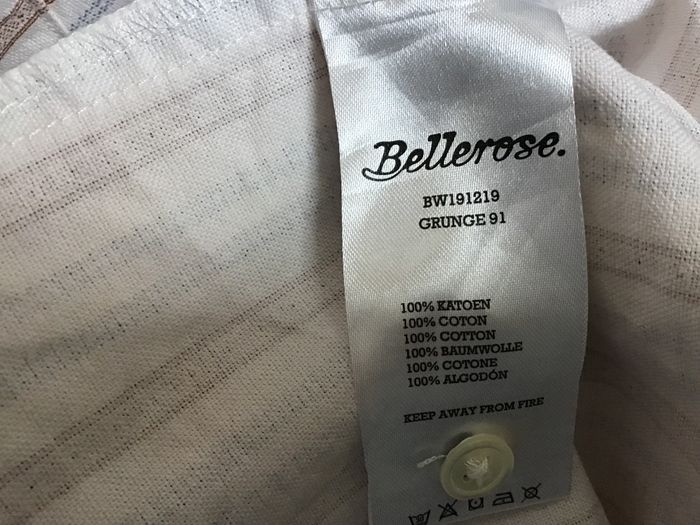 Bellerose.
BW191219
GRUNGE 91
100% KATOEN
100% COTON
100% COTTON
100% BAUMWOLLE
100% COTONE
100% ALGODÓN
KEEP AWAY FROM FIRE